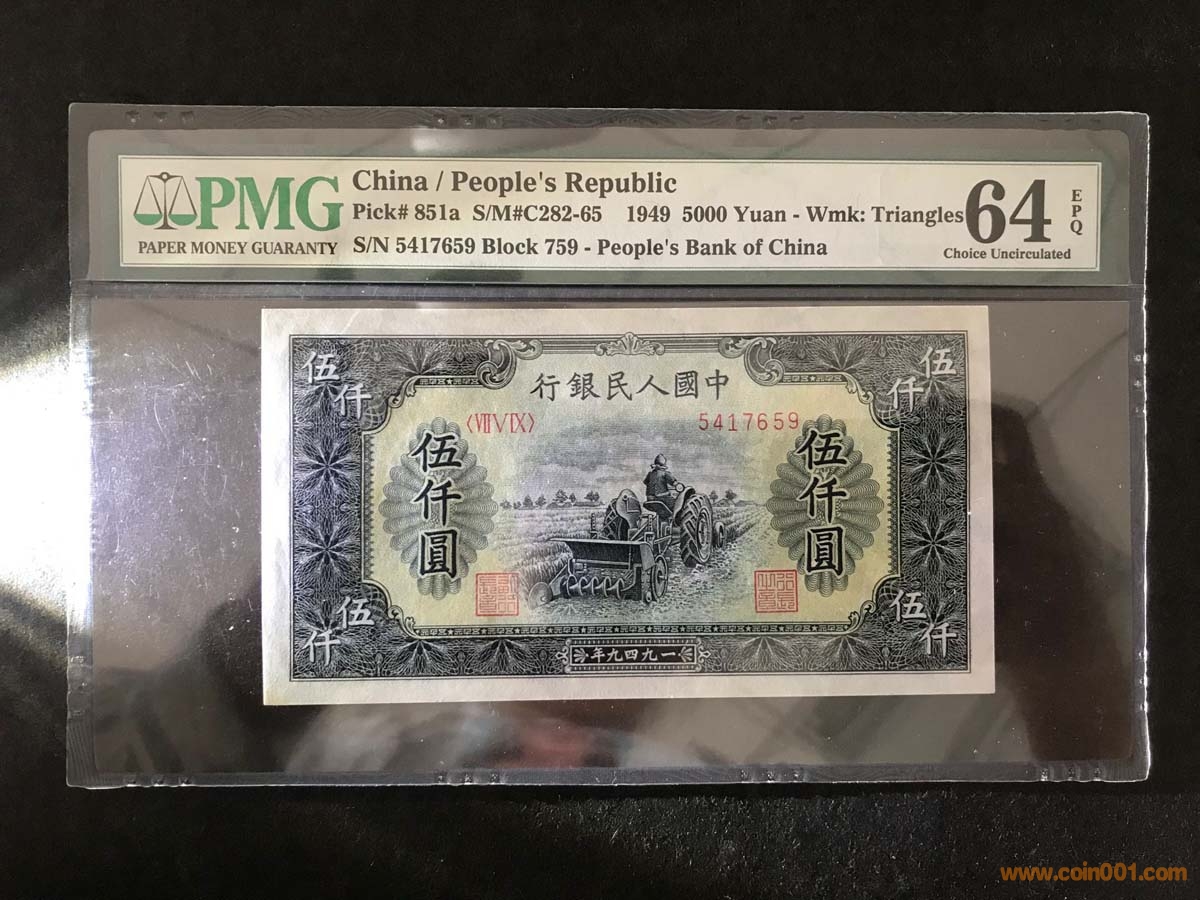 PMG
PAPER MONEY GUARANTY
China / People's Republic
Pick# 851a S/M#C282-65 1949 5000 Yuan - Wmk: Triangles
S/N 5417659 Block 759 - People's Bank of China
64
EPQ
Choice Uncirculated
伍仟
伍仟
行銀民人國中
〈VII V IX〉
5417659
伍仟圓
伍仟圓
伍仟
伍仟
年九四九一
www.coin001.com